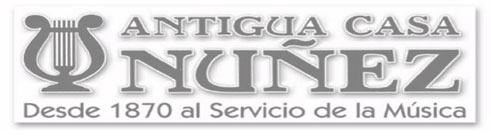 ANTIGUA CASA
NUÑEZ
Desde 1870 al Servicio de la Música